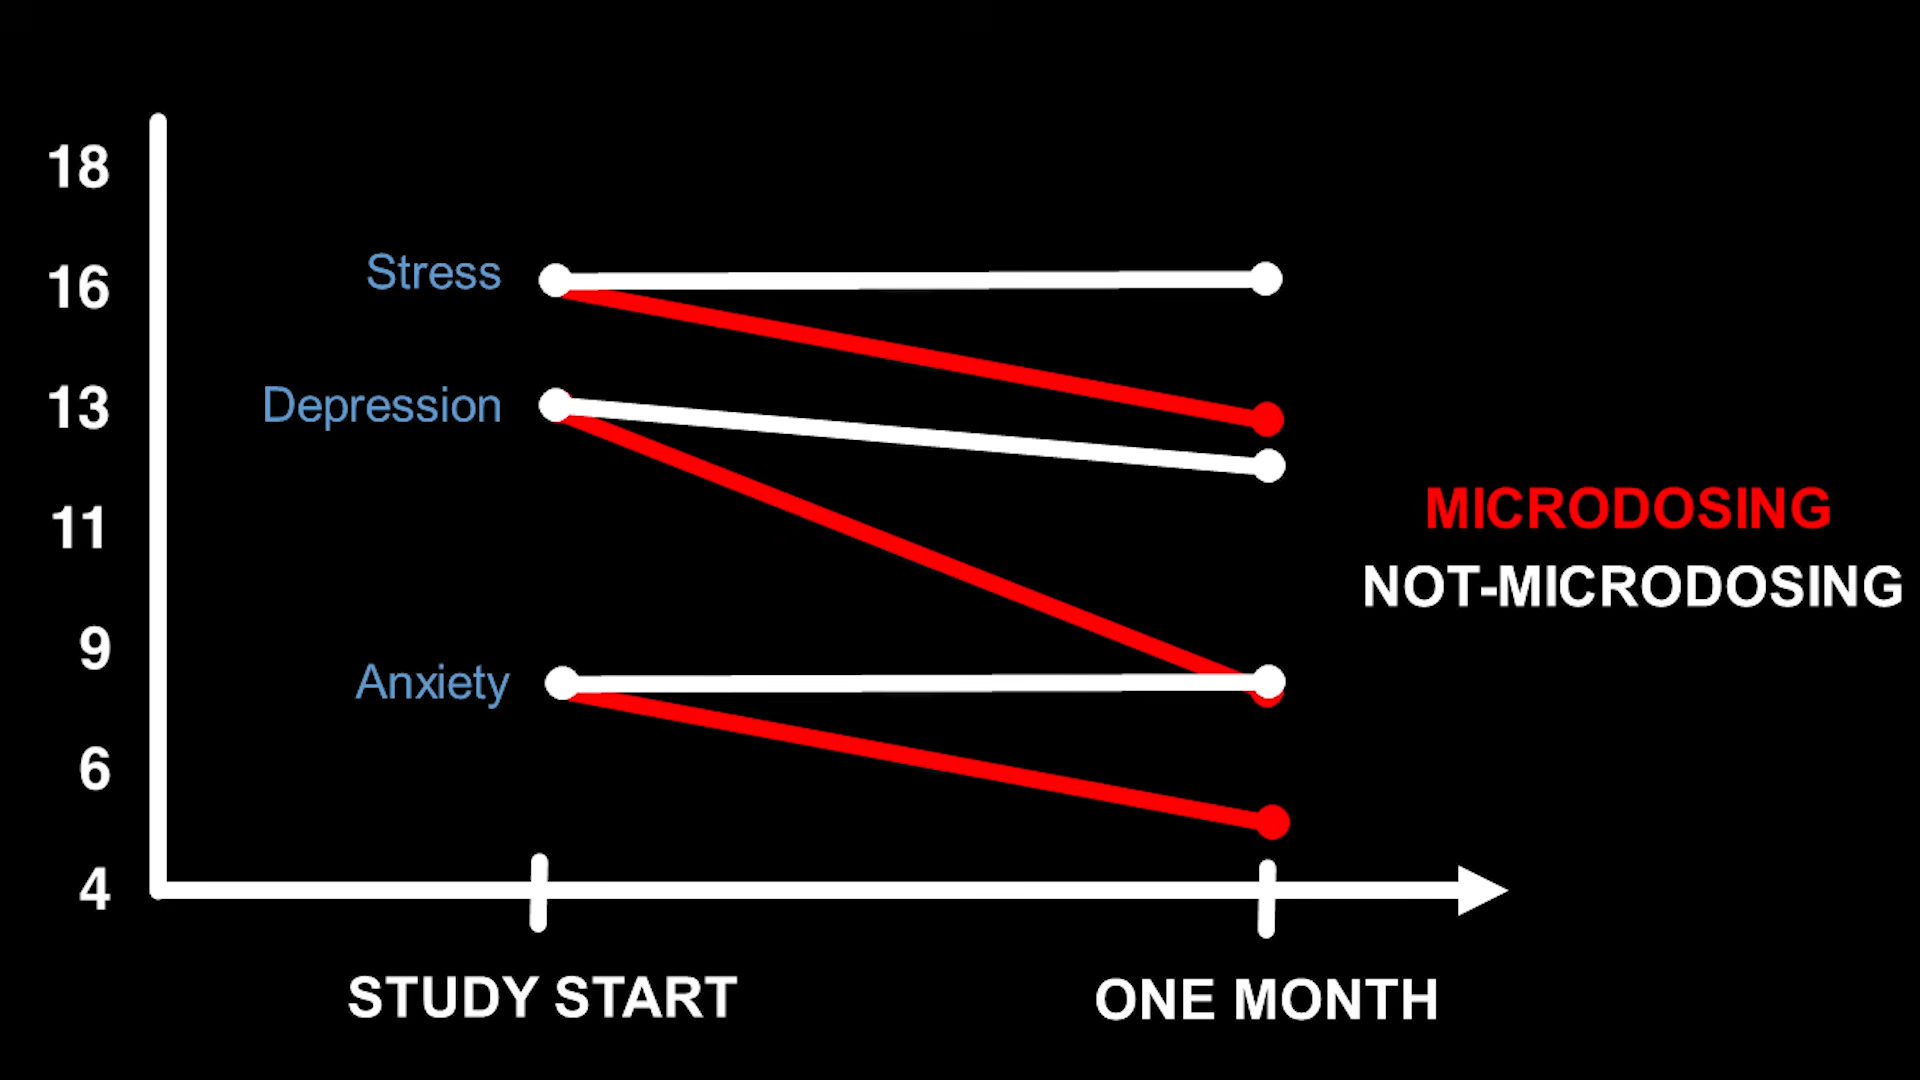 18
16
13
11
9
6
4
Stress
Depression
Anxiety
MICRODOSING
NOT-MICRODOSING
STUDY START
ONE MONTH